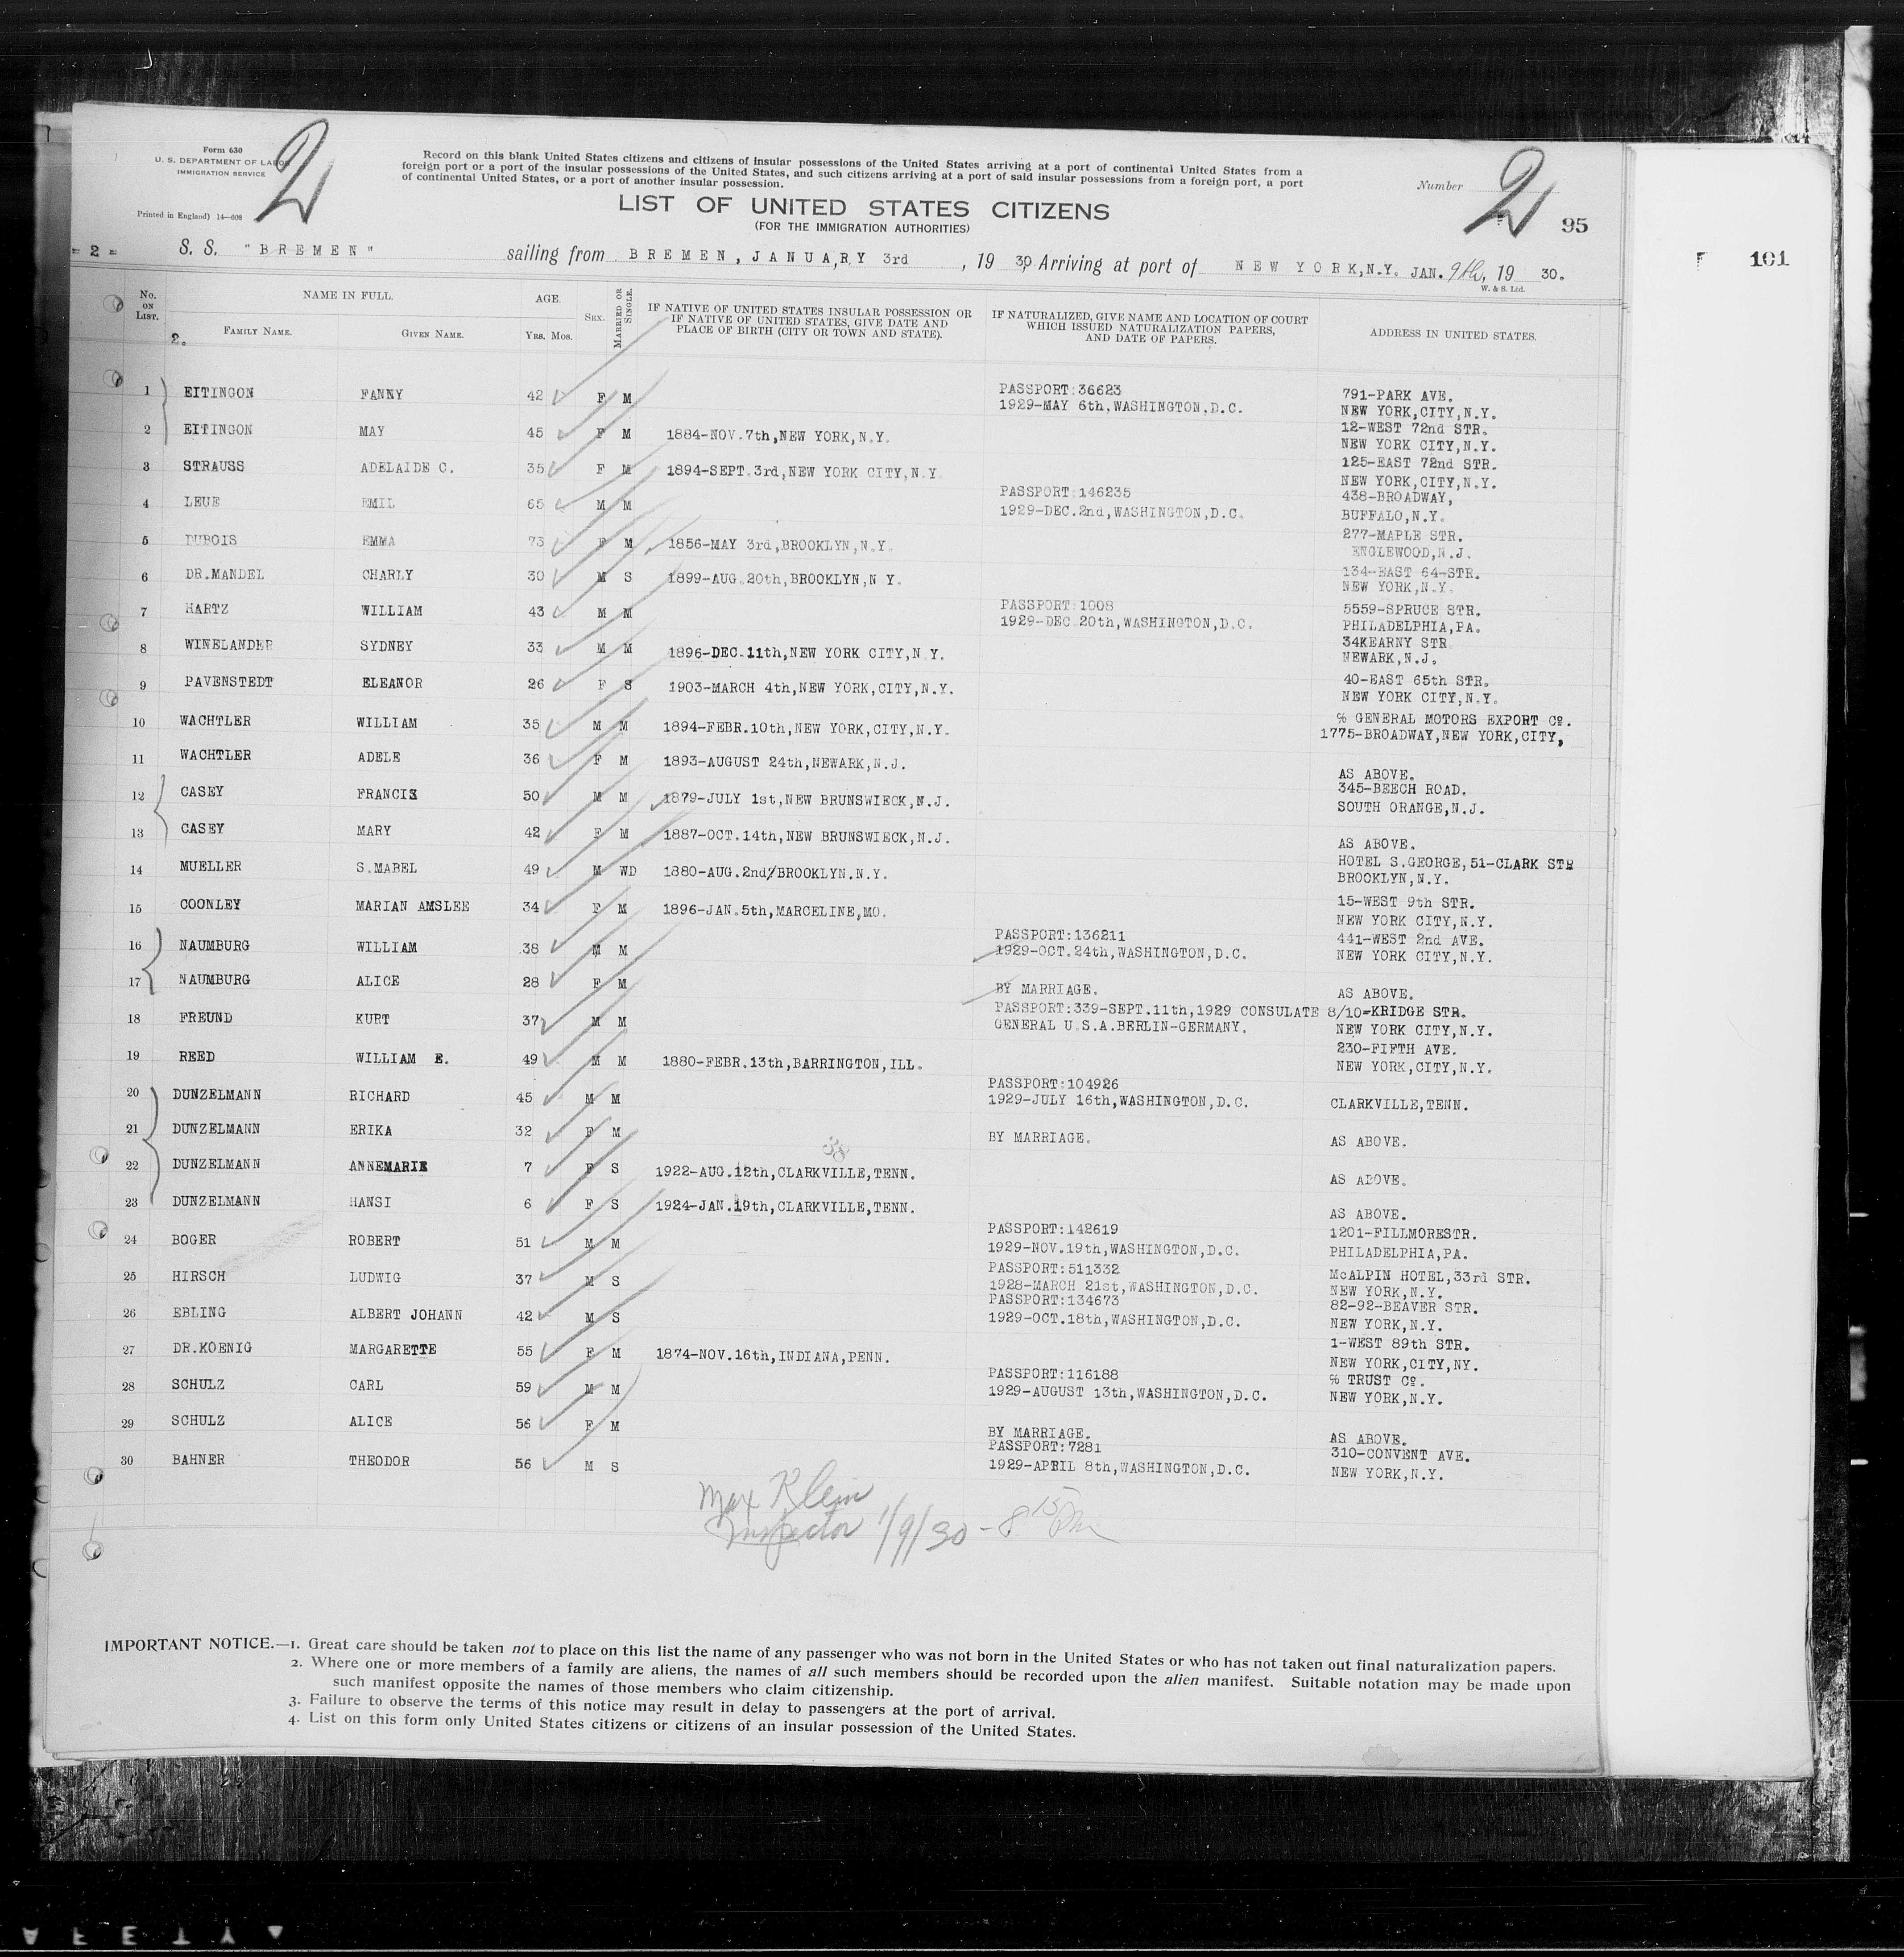 Form 630
U. S. DEPARTMENT OF LABOR
IMMIGRATION SERVICE
Printed in England) 14—608
2
Record on this blank United States citizens and citizens of insular possessions of the United States arriving at a port of continental United States from a
foreign port or a port of the insular possessions of the United States, and such citizens arriving at a port of said insular possessions from a foreign port, a port
of continental United States, or a port of another insular possession.
Number 2
95
101
LIST OF UNITED STATES CITIZENS
(FOR THE IMMIGRATION AUTHORITIES)
= 2 = S. S. "BREMEN" sailing from BREMEN, JANUARY 3rd, 1930 Arriving at port of NEW YORK,N.Y. JAN. 9th, 1930.
W. & S. Ltd.
No. ON LIST. NAME IN FULL. FAMILY NAME. GIVEN NAME. AGE. YRS. MOS. SEX. MARRIED OR SINGLE. IF NATIVE OF UNITED STATES INSULAR POSSESSION OR IF NATIVE OF UNITED STATES, GIVE DATE AND PLACE OF BIRTH (CITY OR TOWN AND STATE). IF NATURALIZED, GIVE NAME AND LOCATION OF COURT WHICH ISSUED NATURALIZATION PAPERS, AND DATE OF PAPERS. ADDRESS IN UNITED STATES.
2.
1 EITINGON FANNY 42 F M PASSPORT:36623 791-PARK AVE.
1929-MAY 6th,WASHINGTON,D.C. NEW YORK,CITY,N.Y.
2 EITINGON MAY 45 F M 1884-NOV.7th,NEW YORK,N.Y. 12-WEST 72nd STR.
NEW YORK CITY,N.Y.
3 STRAUSS ADELAIDE C. 35 F M 1894-SEPT.3rd,NEW YORK CITY,N.Y. 125-EAST 72nd STR.
NEW YORK,CITY,N.Y.
4 LEUE EMIL 65 M M PASSPORT:146235 438-BROADWAY,
1929-DEC.2nd,WASHINGTON,D.C. BUFFALO,N.Y.
5 DUBOIS EMMA 73 F M 1856-MAY 3rd,BROOKLYN,N.Y. 277-MAPLE STR.
ENGLEWOOD,N.J.
6 DR.MANDEL CHARLY 30 M S 1899-AUG.20th,BROOKLYN,N Y. 134-EAST 64-STR.
NEW YORK,N.Y.
7 HARTZ WILLIAM 43 M M PASSPORT:1008 5559-SPRUCE STR.
1929-DEC.20th,WASHINGTON,D.C. PHILADELPHIA,PA.
8 WINELANDER SYDNEY 33 M M 1896-DEC.11th,NEW YORK CITY,N.Y. 34KEARNY STR
NEWARK,N.J.
9 PAVENSTEDT ELEANOR 26 F S 1903-MARCH 4th,NEW YORK,CITY,N.Y. 40-EAST 65th STR.
NEW YORK CITY,N.Y.
10 WACHTLER WILLIAM 35 M M 1894-FEBR.10th,NEW YORK,CITY,N.Y. ℅ GENERAL MOTORS EXPORT Co.
1775-BROADWAY,NEW YORK,CITY,
11 WACHTLER ADELE 36 F M 1893-AUGUST 24th,NEWARK,N.J. AS ABOVE.
12 CASEY FRANCIS 50 M M 1879-JULY 1st,NEW BRUNSWIECK,N.J. 345-BEECH ROAD.
SOUTH ORANGE,N.J.
13 CASEY MARY 42 F M 1887-OCT.14th,NEW BRUNSWIECK,N.J. AS ABOVE.
14 MUELLER S.MABEL 49 M WD 1880-AUG.2nd/BROOKLYN.N.Y. HOTEL S.GEORGE,51-CLARK STR
BROOKLYN,N.Y.
15 COONLEY MARIAN AMSLEE 34 F M 1896-JAN.5th,MARCELINE,MO. 15-WEST 9th STR.
NEW YORK CITY,N.Y.
16 NAUMBURG WILLIAM 38 M M PASSPORT:136211 441-WEST 2nd AVE.
1929-OCT.24th,WASHINGTON,D.C. NEW YORK CITY,N.Y.
17 NAUMBURG ALICE 28 F M BY MARRIAGE. AS ABOVE.
18 FREUND KURT 37 M M PASSPORT:339-SEPT.11th,1929 CONSULATE 8/10-KRIDGE STR.
GENERAL U.S.A.BERLIN-GERMANY. NEW YORK CITY,N.Y.
19 REED WILLIAM E. 49 M M 1880-FEBR.13th,BARRINGTON,ILL. 230-FIFTH AVE.
NEW YORK,CITY,N.Y.
20 DUNZELMANN RICHARD 45 M M PASSPORT:104926
1929-JULY 16th,WASHINGTON,D.C. CLARKVILLE,TENN.
21 DUNZELMANN ERIKA 32 F M BY MARRIAGE. AS ABOVE.
22 DUNZELMANN ANNEMARIE 7 F S 1922-AUG.12th,CLARKVILLE,TENN. AS ABOVE.
23 DUNZELMANN HANSI 6 F S 1924-JAN.19th,CLARKVILLE,TENN. AS ABOVE.
24 BOGER ROBERT 51 M M PASSPORT:142619 1201-FILLMORESTR.
1929-NOV.19th,WASHINGTON,D.C. PHILADELPHIA,PA.
25 HIRSCH LUDWIG 37 M S PASSPORT:511332 McALPIN HOTEL,33rd STR.
1928-MARCH 21st,WASHINGTON,D.C. NEW YORK,N.Y.
26 EBLING ALBERT JOHANN 42 M S PASSPORT:134673 82-92-BEAVER STR.
1929-OCT.18th,WASHINGTON,D.C. NEW YORK,N.Y.
27 DR.KOENIG MARGARETTE 55 F M 1874-NOV.16th,INDIANA,PENN. 1-WEST 89th STR.
NEW YORK,CITY,NY.
28 SCHULZ CARL 59 M M PASSPORT:116188 ℅ TRUST Co.
1929-AUGUST 13th,WASHINGTON,D.C. NEW YORK,N.Y.
29 SCHULZ ALICE 56 F M BY MARRIAGE. AS ABOVE.
30 BAHNER THEODOR 56 M S PASSPORT:7281 310-CONVENT AVE.
1929-APRIL 8th,WASHINGTON,D.C. NEW YORK,N.Y.
Max Klein
Inspector 1/9/30 - 8 15 PM
IMPORTANT NOTICE.—1. Great care should be taken not to place on this list the name of any passenger who was not born in the United States or who has not taken out final naturalization papers.
2. Where one or more members of a family are aliens, the names of all such members should be recorded upon the alien manifest. Suitable notation may be made upon
such manifest opposite the names of those members who claim citizenship.
3. Failure to observe the terms of this notice may result in delay to passengers at the port of arrival.
4. List on this form only United States citizens or citizens of an insular possession of the United States.
A F E T Y